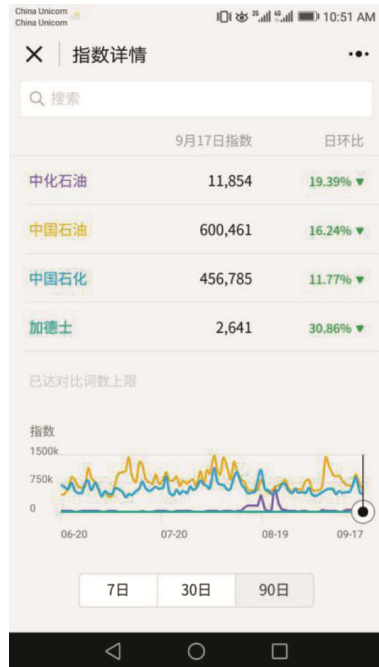 China Unicom
China Unicom
26 46 10:51 AM
指数详情
搜索
9月17日指数 日环比
中化石油 11,854 19.39% ▼
中国石油 600,461 16.24% ▼
中国石化 456,785 11.77% ▼
加德士 2,641 30.86% ▼
已达对比词数上限
指数
1500k
750k
0
06-20 07-20 08-19 09-17
7日 30日 90日